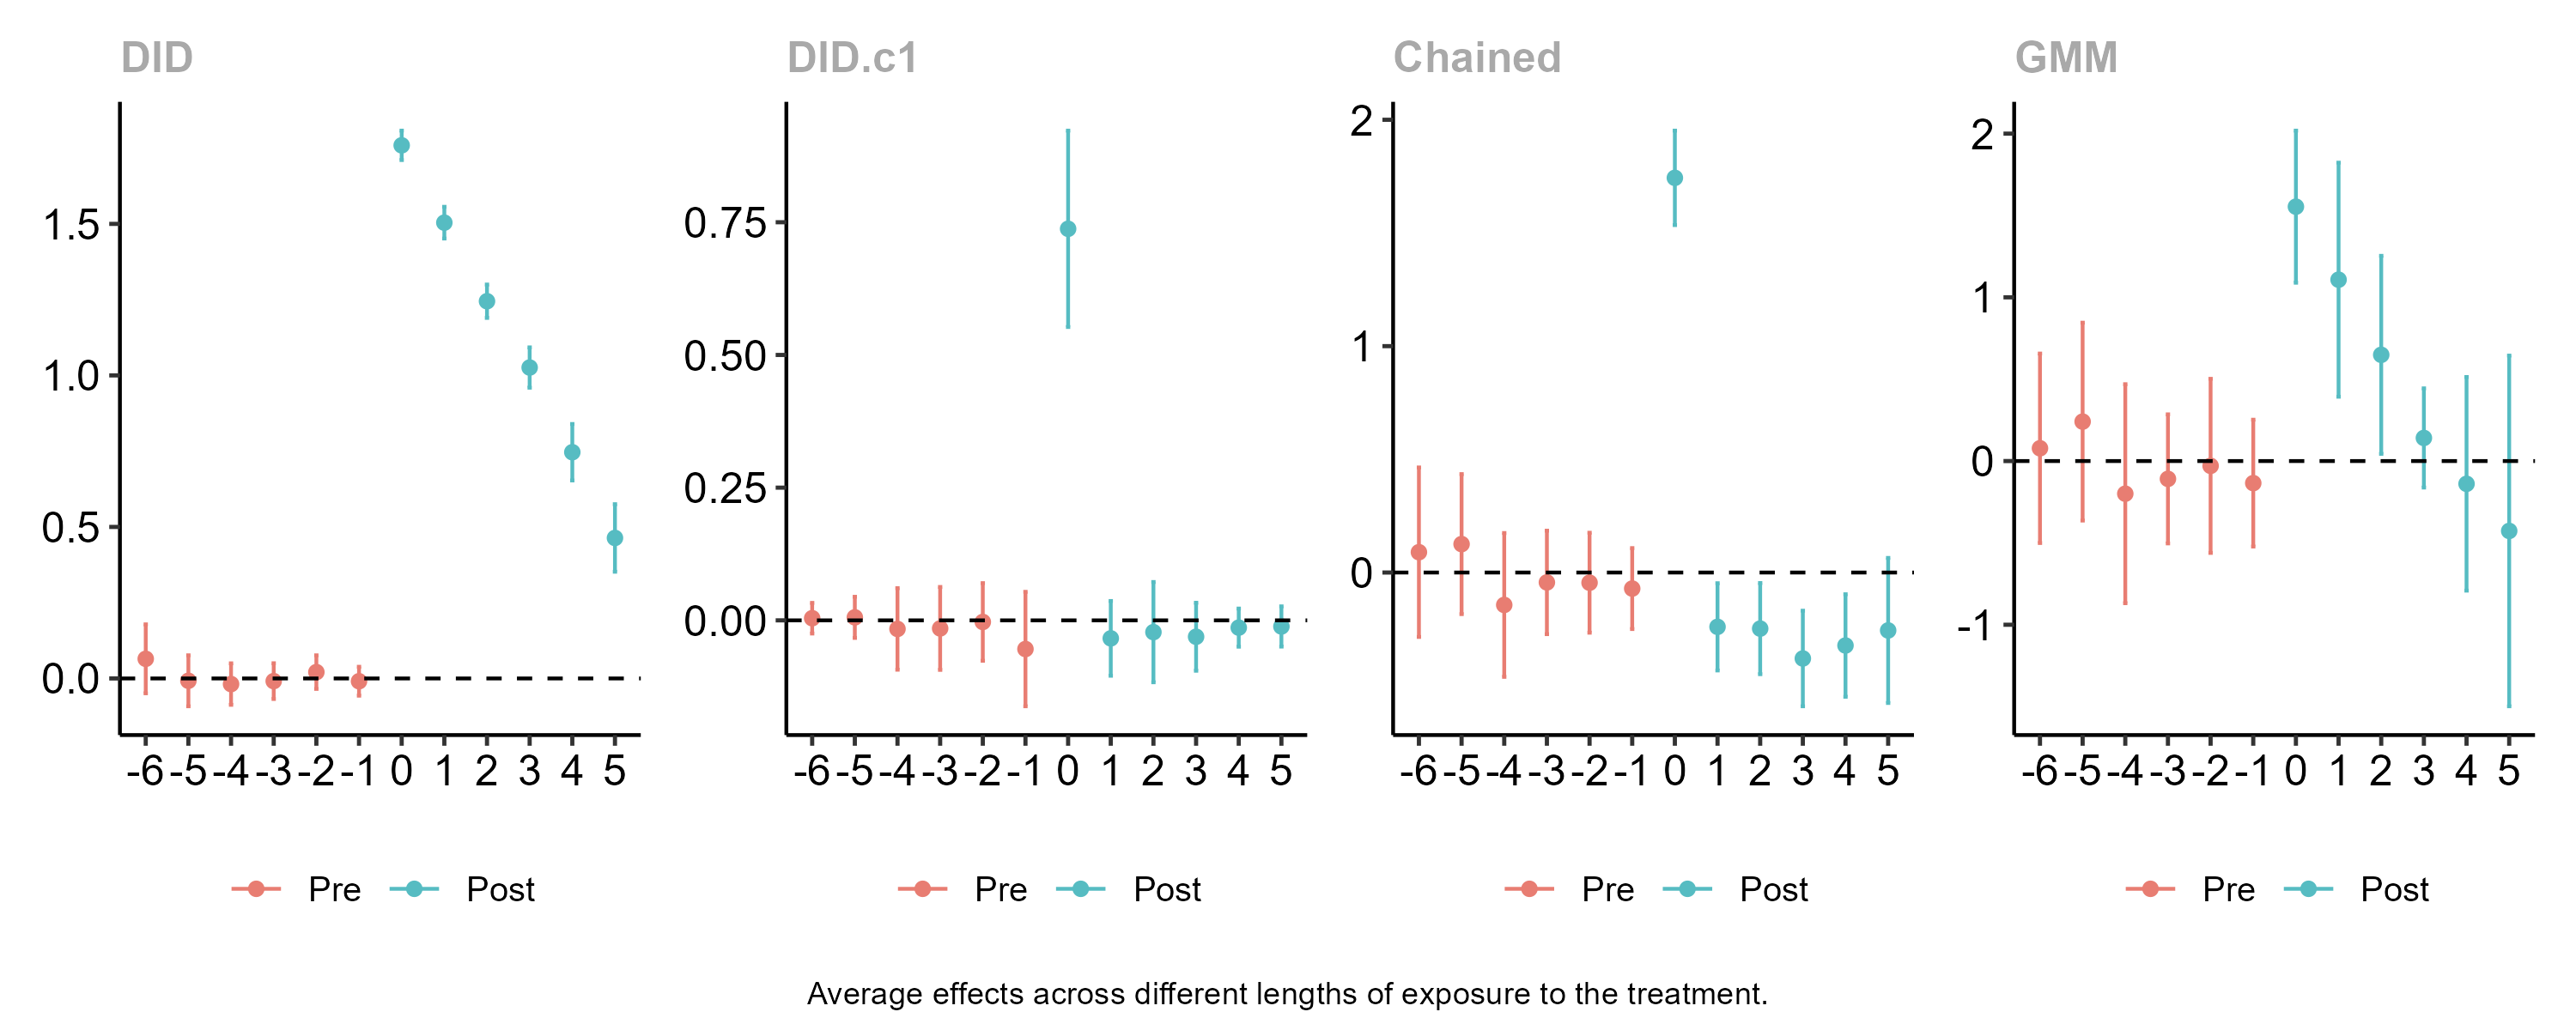 DID DID.c1 Chained GMM
1.5
1.0
0.5
0.0
-6 -5 -4 -3 -2 -1 0 1 2 3 4 5
Pre Post
0.75
0.50
0.25
0.00
-6 -5 -4 -3 -2 -1 0 1 2 3 4 5
Pre Post
2
1
0
-6 -5 -4 -3 -2 -1 0 1 2 3 4 5
Pre Post
2
1
0
-1
-6 -5 -4 -3 -2 -1 0 1 2 3 4 5
Pre Post
Average effects across different lengths of exposure to the treatment.